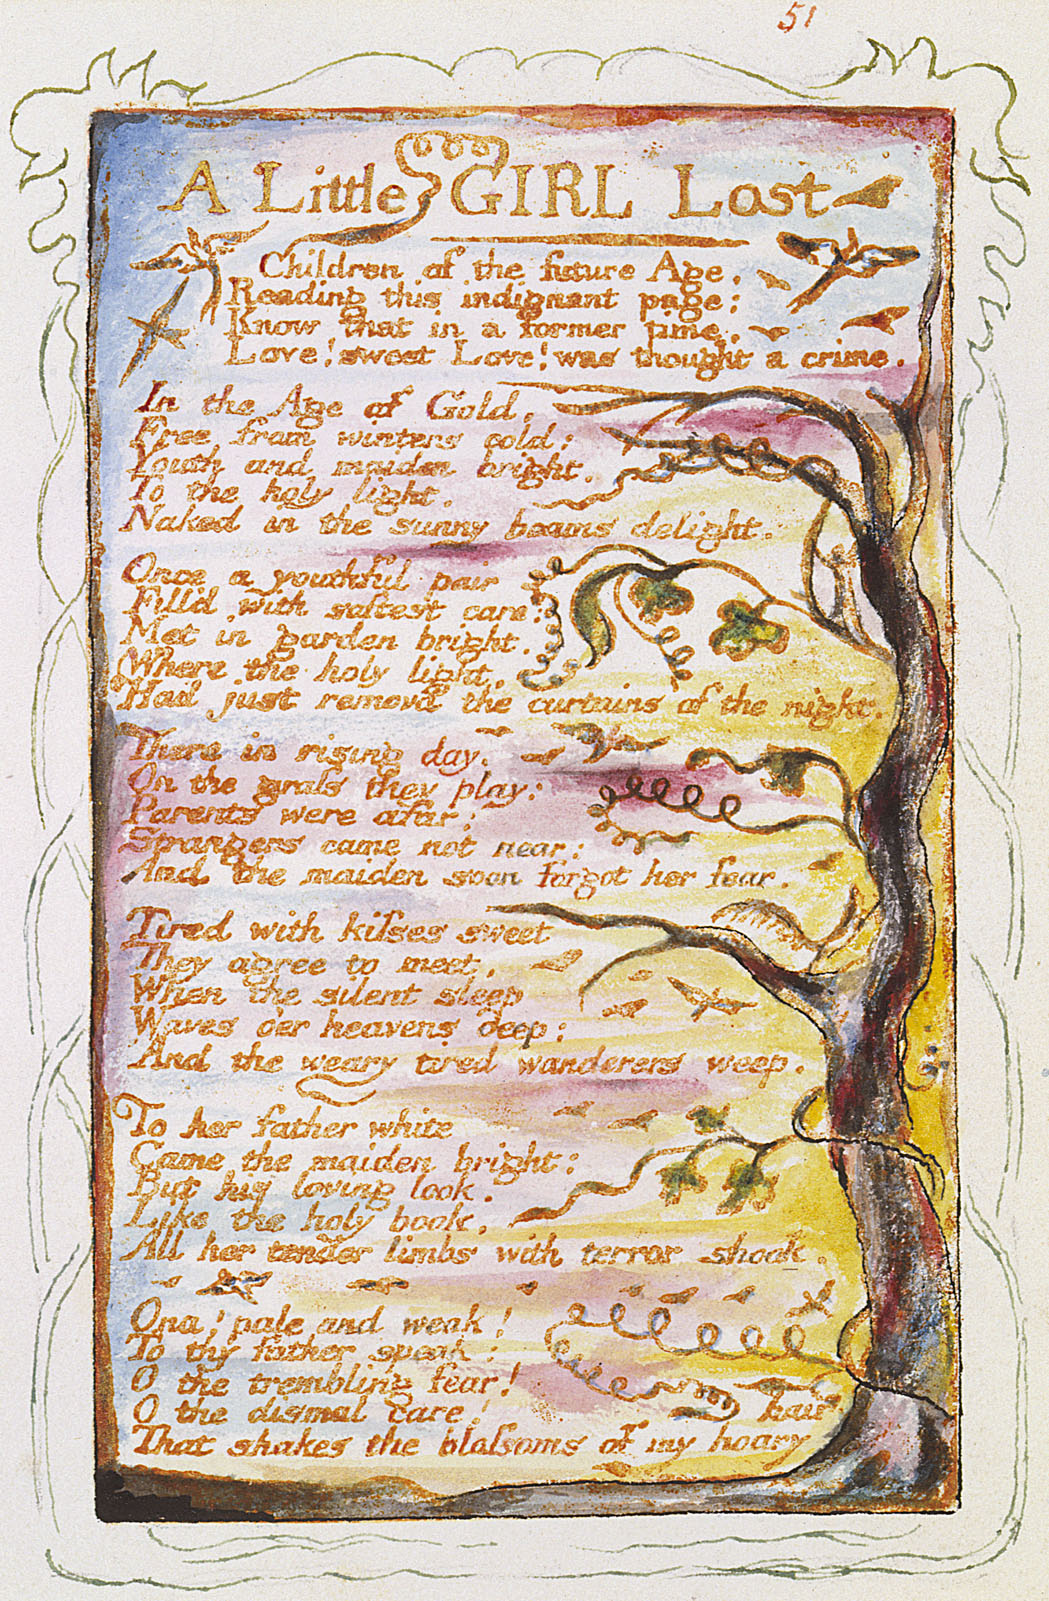 51
A Little GIRL Lost
Children of the future Age,
Reading this indignant page:
Know that in a former time,
Love! sweet Love! was thought a crime.
In the Age of Gold,
Free from winters cold:
Youth and maiden bright,
To the holy light,
Naked in the sunny beams delight.
Once a youthful pair
Fill'd with softest care:
Met in garden bright,
Where the holy light,
Had just removd the curtains of the night.
There in rising day,
On the grass they play:
Parents were afar:
Strangers came not near:
And the maiden soon forgot her fear.
Tired with kisses sweet
They agree to meet,
When the silent sleep
Waves o'er heavens deep:
And the weary tired wanderers weep.
To her father white
Came the maiden bright:
But his loving look,
Like the holy book,
All her tender limbs with terror shook.
Ona! pale and weak!
To thy father speak:
O the trembling fear!
O the dismal care!
That shakes the blossoms of my hoary hair